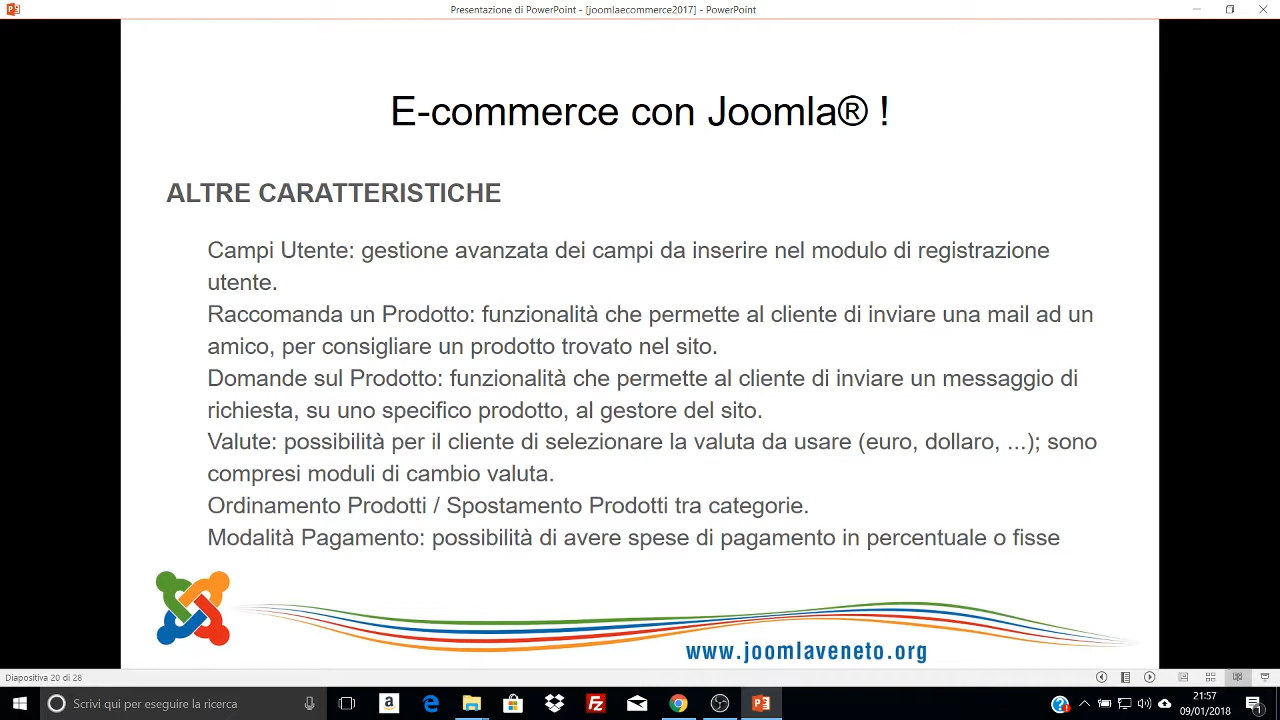 Presentazione di PowerPoint - [joomlaecommerce2017] - PowerPoint
E-commerce con Joomla® !
ALTRE CARATTERISTICHE
Campi Utente: gestione avanzata dei campi da inserire nel modulo di registrazione
utente.
Raccomanda un Prodotto: funzionalità che permette al cliente di inviare una mail ad un
amico, per consigliare un prodotto trovato nel sito.
Domande sul Prodotto: funzionalità che permette al cliente di inviare un messaggio di
richiesta, su uno specifico prodotto, al gestore del sito.
Valute: possibilità per il cliente di selezionare la valuta da usare (euro, dollaro, ...); sono
compresi moduli di cambio valuta.
Ordinamento Prodotti / Spostamento Prodotti tra categorie.
Modalità Pagamento: possibilità di avere spese di pagamento in percentuale o fisse
www.joomlaveneto.org
Diapositiva 20 di 28
Scrivi qui per eseguire la ricerca
21:57
09/01/2018